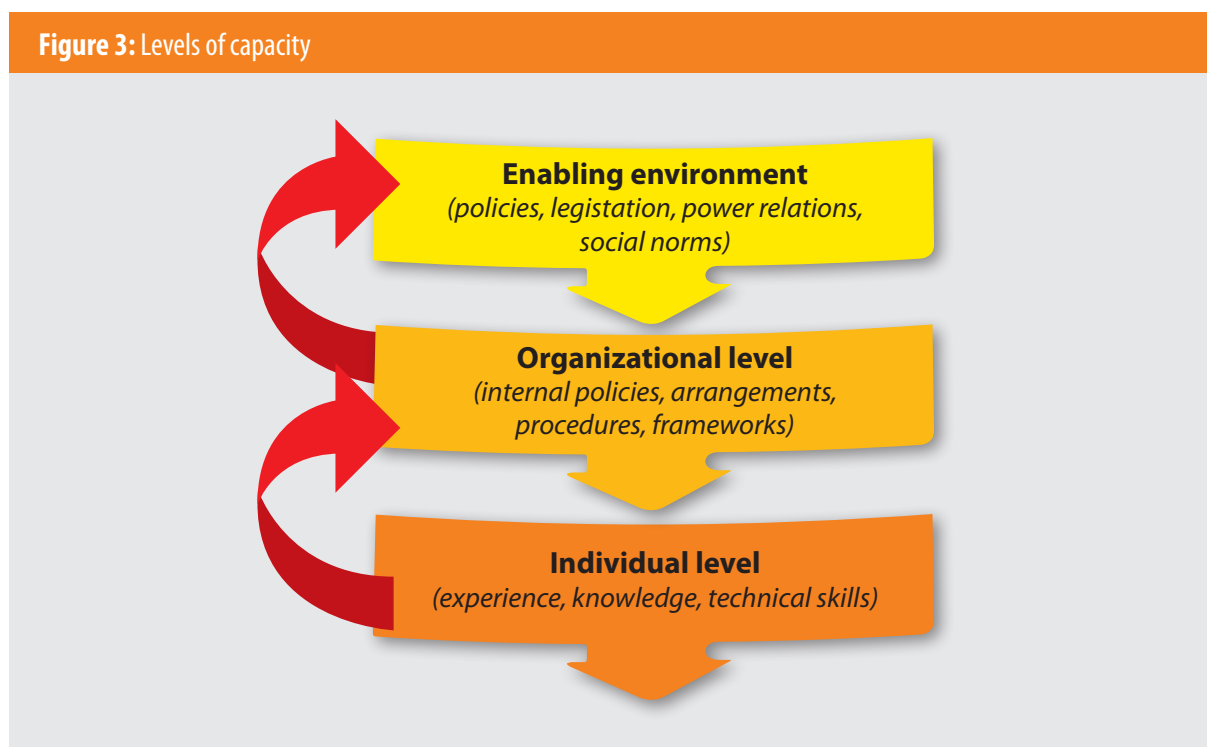 Figure 3: Levels of capacity
Enabling environment
(policies, legistation, power relations,
social norms)
Organizational level
(internal policies, arrangements,
procedures, frameworks)
Individual level
(experience, knowledge, technical skills)